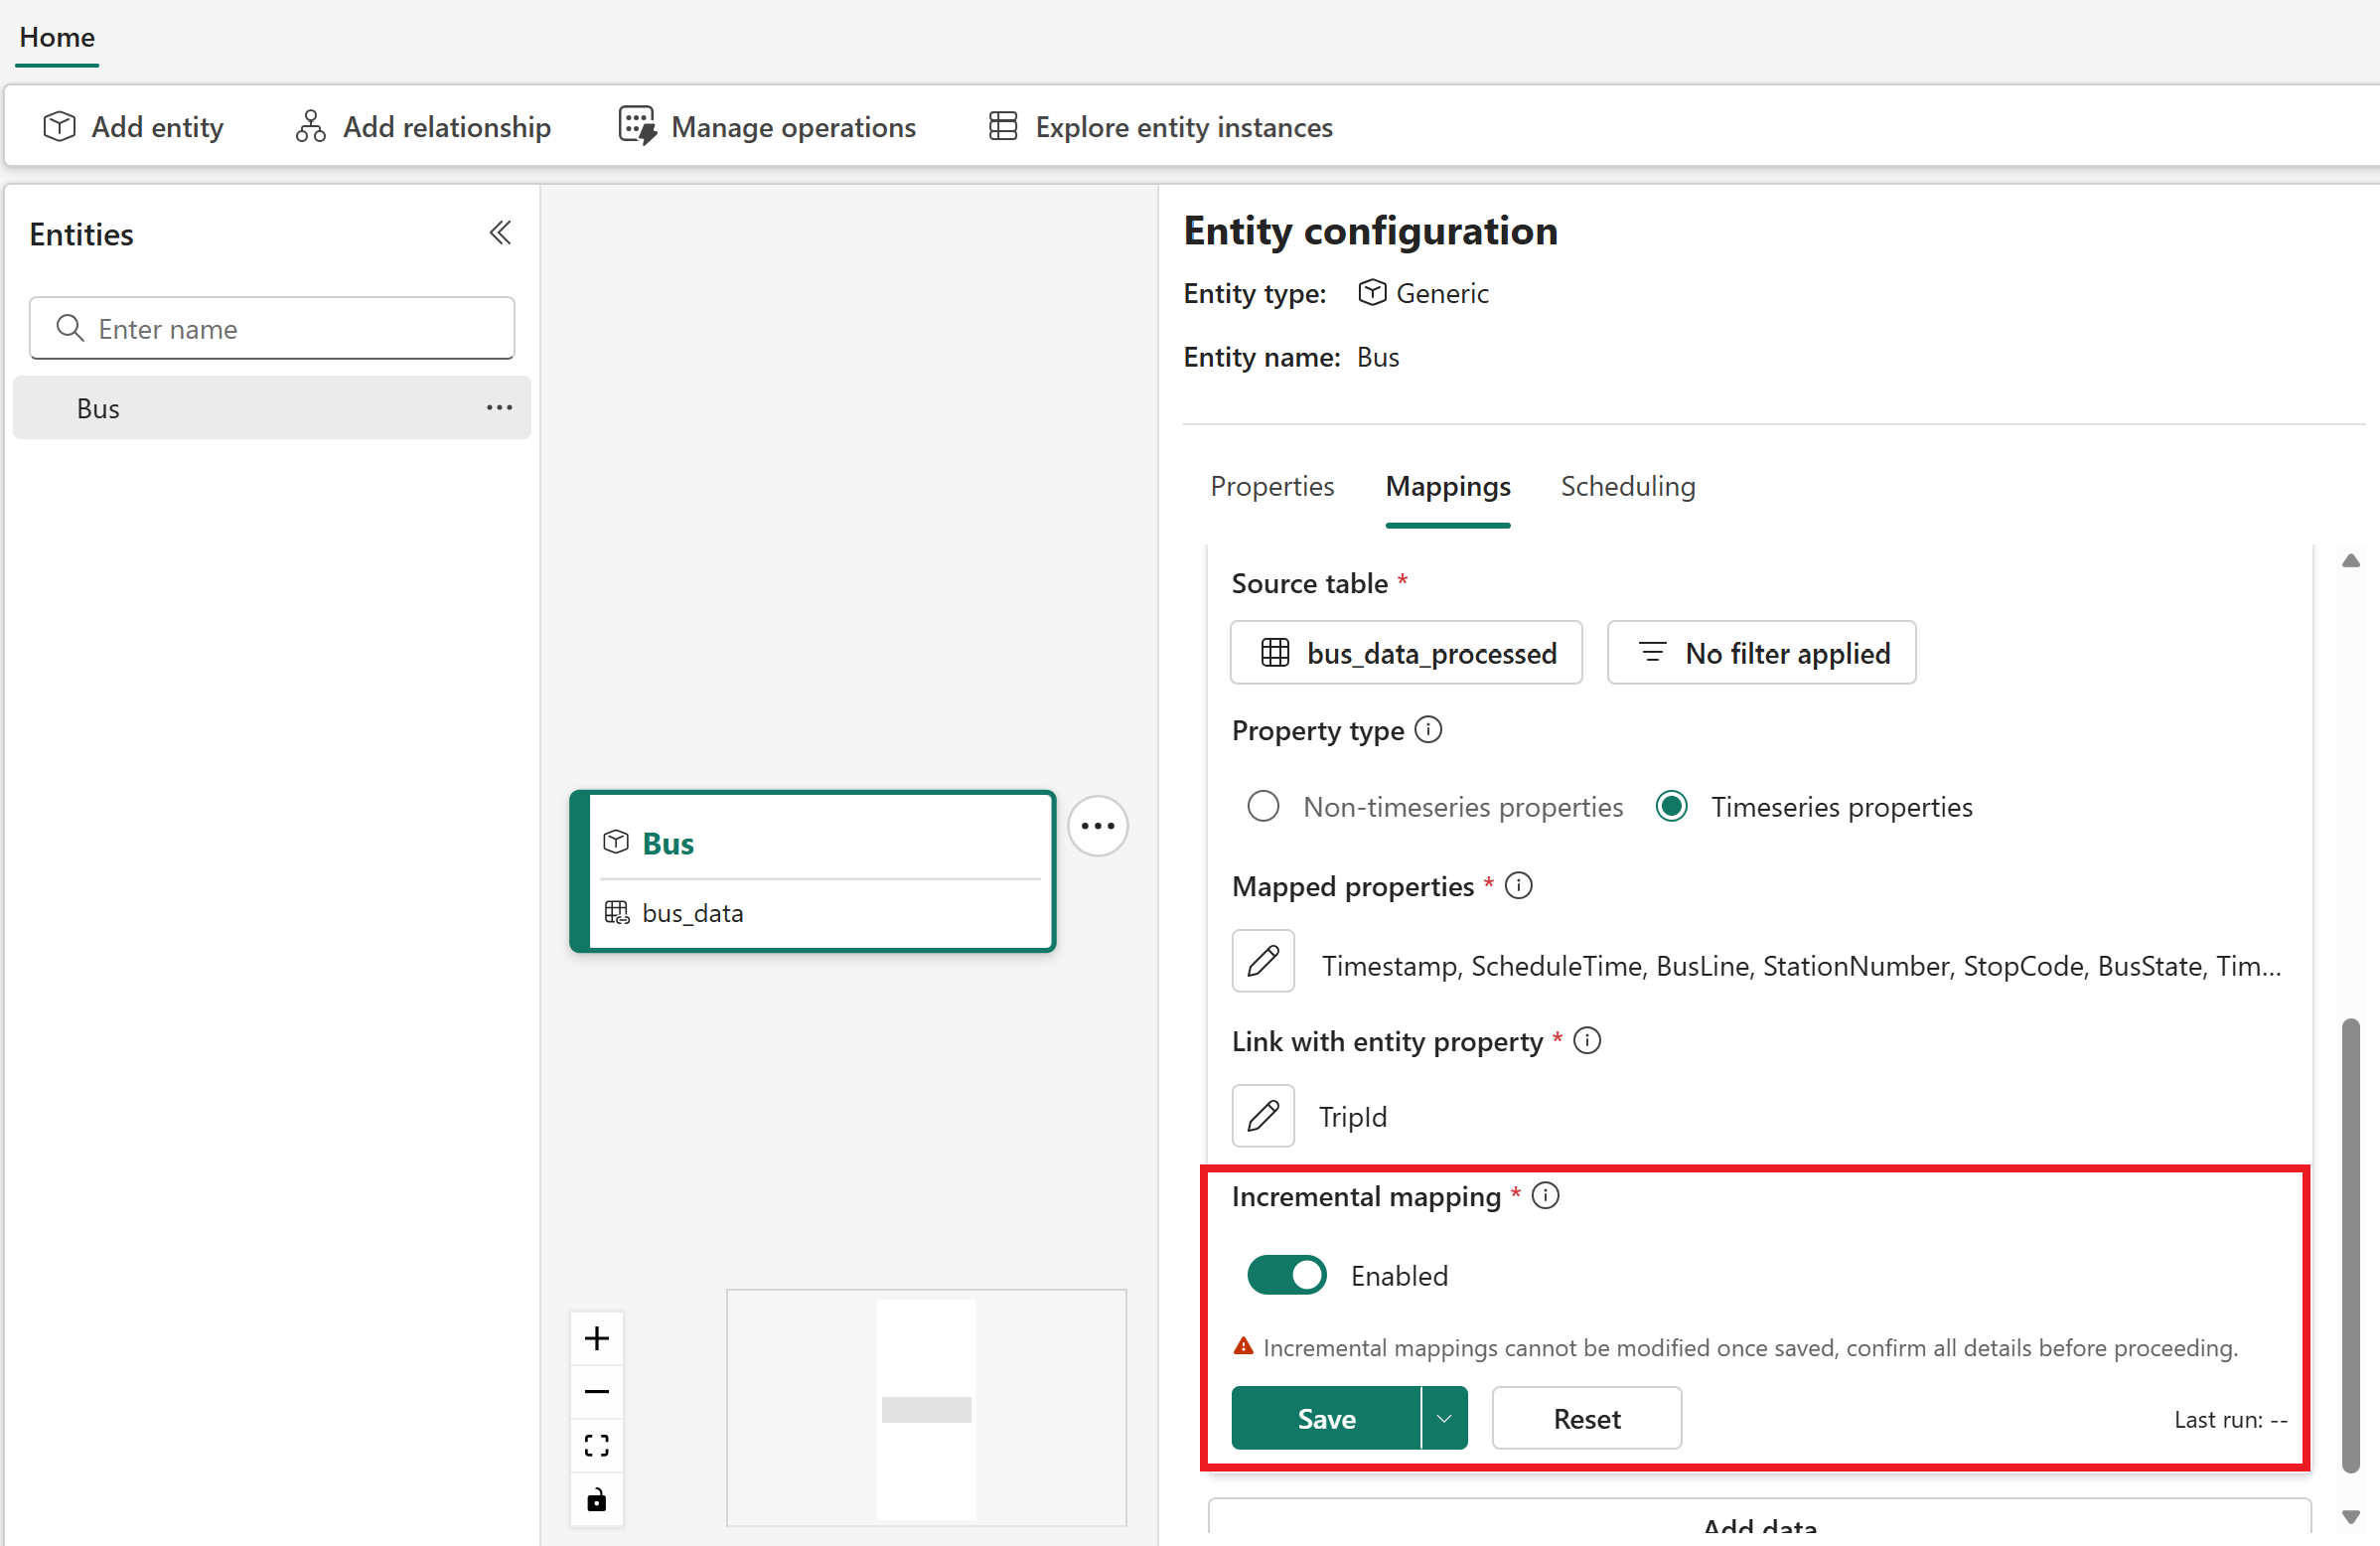 Home
Add entity
Add relationship
Manage operations
Explore entity instances
Entities
Enter name
Bus
Bus
bus_data
Entity configuration
Entity type: Generic
Entity name: Bus
Properties
Mappings
Scheduling
Source table *
bus_data_processed
No filter applied
Property type
Non-timeseries properties
Timeseries properties
Mapped properties *
Timestamp, ScheduleTime, BusLine, StationNumber, StopCode, BusState, Tim...
Link with entity property *
TripId
Incremental mapping *
Enabled
Incremental mappings cannot be modified once saved, confirm all details before proceeding.
Save
Reset
Last run: --
Add data